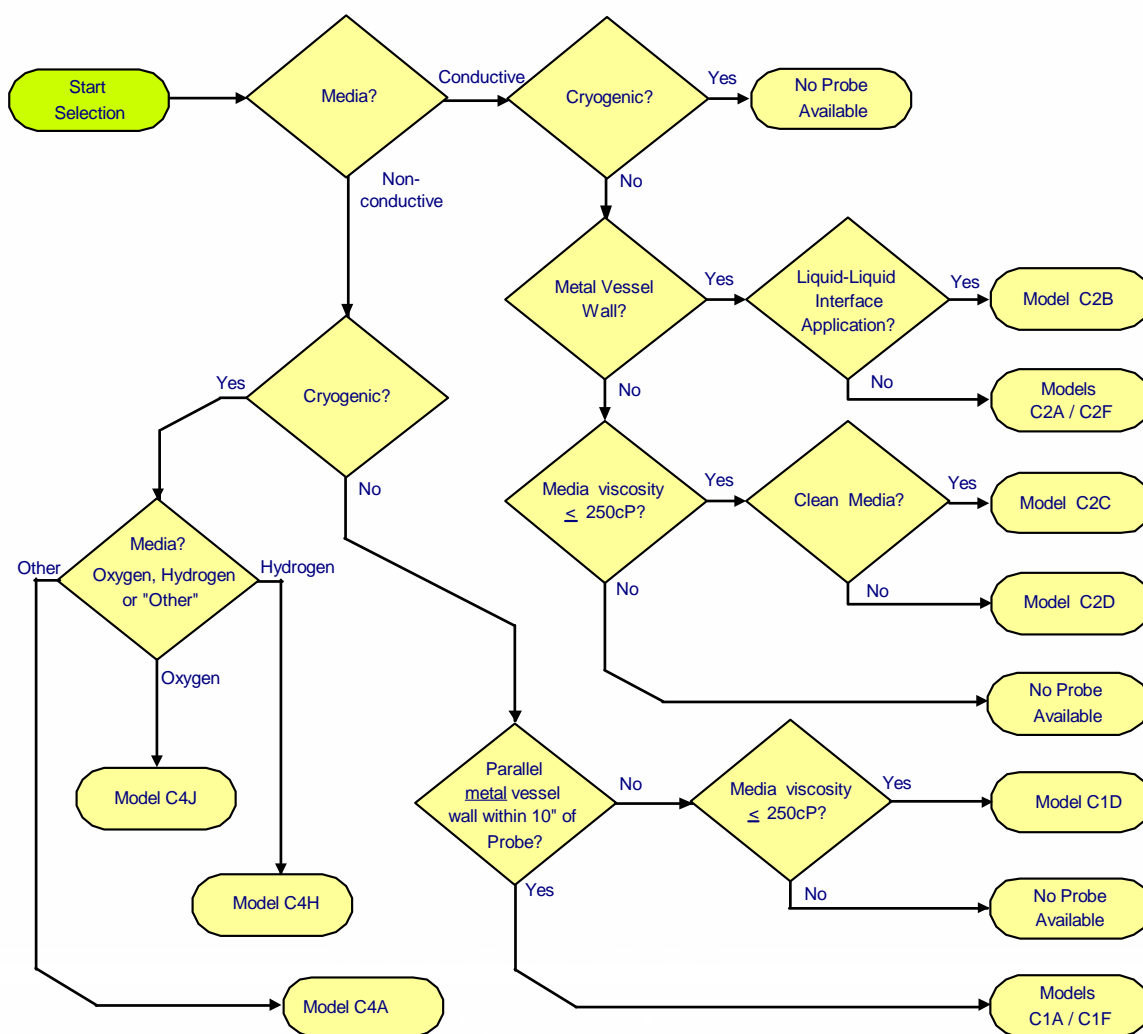 Start
Selection
Media?
Conductive
Cryogenic?
Yes
No Probe
Available
Non-
conductive
No
Metal Vessel
Wall?
Yes
Liquid-Liquid
Interface
Application?
Yes
Model C2B
No
Models
C2A / C2F
No
Cryogenic?
Yes
No
Media viscosity
≤ 250cP?
Yes
Clean Media?
Yes
Model C2C
No
Model C2D
No
No Probe
Available
Media?
Oxygen, Hydrogen
or "Other"
Other
Hydrogen
Oxygen
Model C4J
Model C4H
Model C4A
Parallel
metal vessel
wall within 10" of
Probe?
No
Media viscosity
≤ 250cP?
Yes
Model C1D
No
No Probe
Available
Yes
Models
C1A / C1F